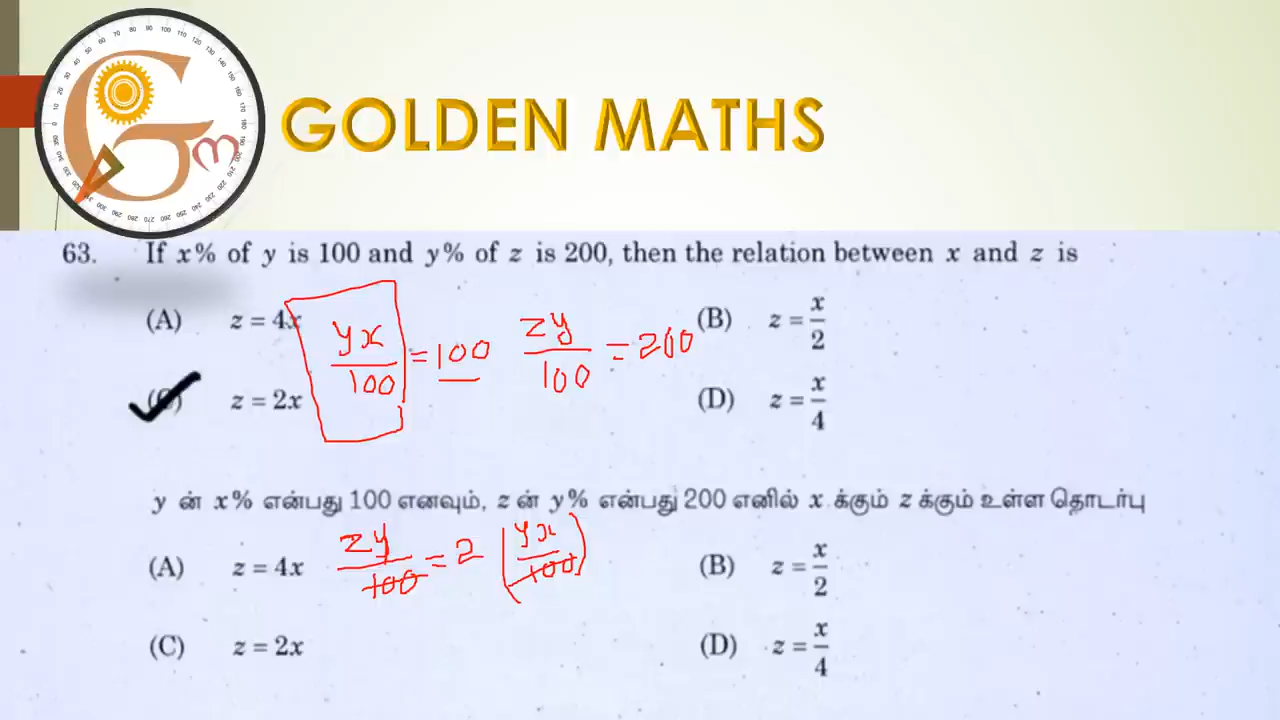 GOLDEN MATHS
63. If x% of y is 100 and y% of z is 200, then the relation between x and z is
(A) z = 4x
(B) z = x/2
yx/100 = 100 zy/100 = 200
(C) z = 2x
(D) z = x/4
y ன் x% என்பது 100 எனவும், z ன் y% என்பது 200 எனில் x க்கும் z க்கும் உள்ள தொடர்பு
(A) z = 4x
zy/100 = 2 (yx/100)
(B) z = x/2
(C) z = 2x
(D) z = x/4